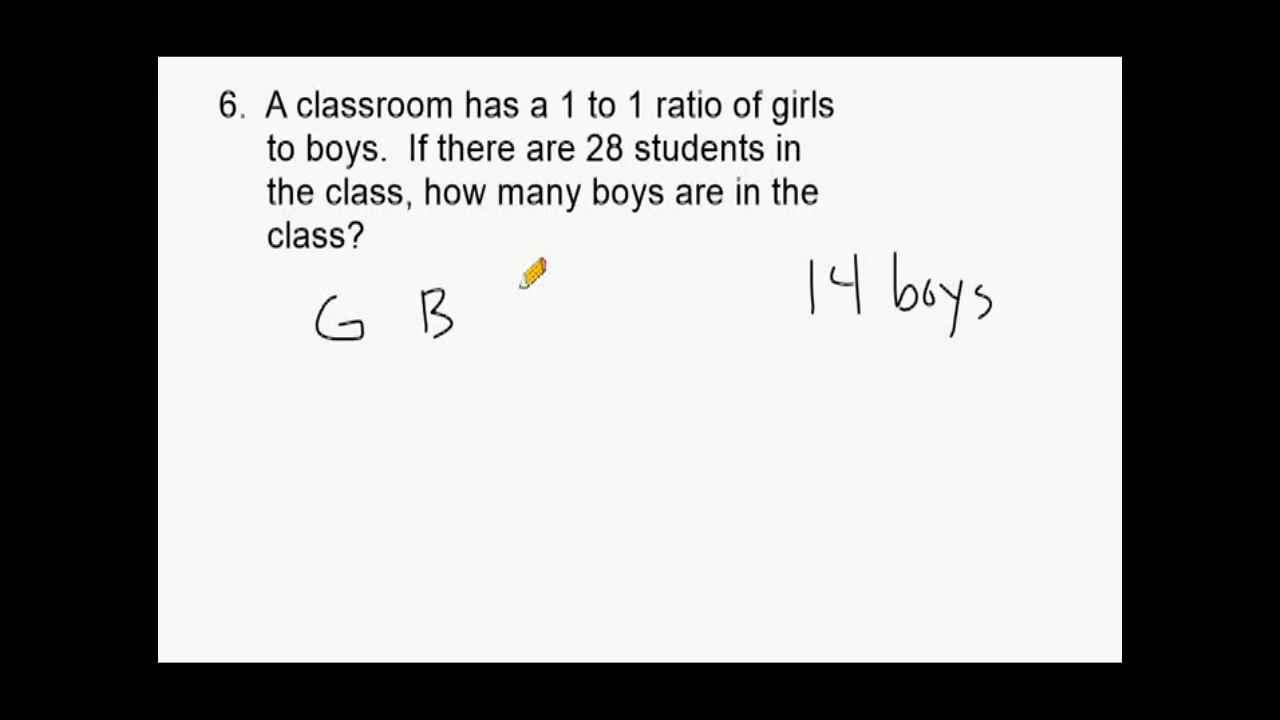 6. A classroom has a 1 to 1 ratio of girls
to boys. If there are 28 students in
the class, how many boys are in the
class?
G B
14 boys